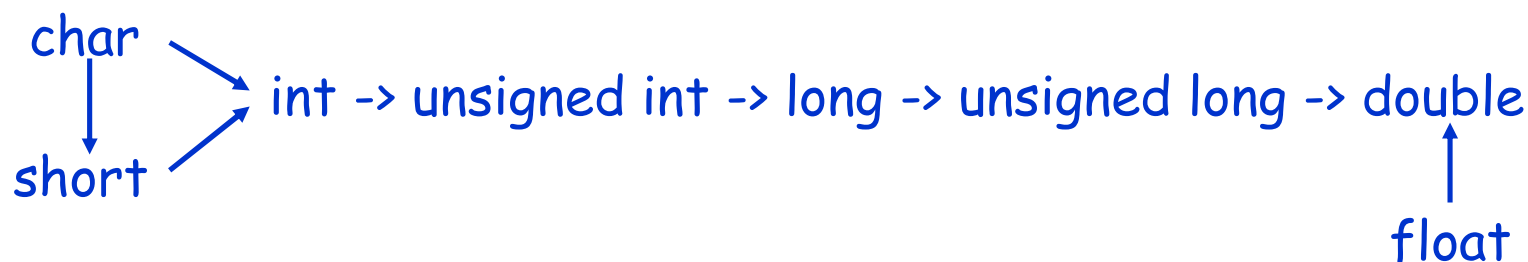 char
int -> unsigned int -> long -> unsigned long -> double
short
float